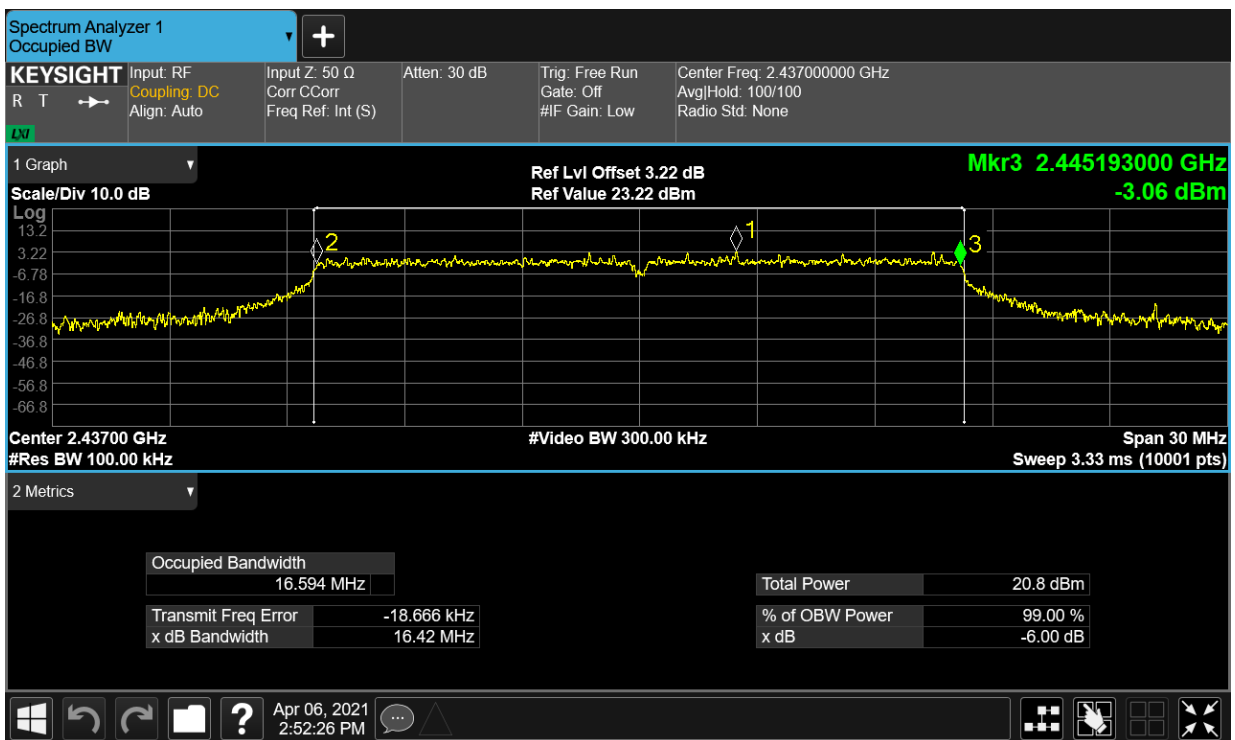 Spectrum Analyzer 1
Occupied BW
KEYSIGHT
R T
LXI
Input: RF
Coupling: DC
Align: Auto
Input Z: 50 Ω
Corr CCorr
Freq Ref: Int (S)
Atten: 30 dB
Trig: Free Run
Gate: Off
#IF Gain: Low
Center Freq: 2.437000000 GHz
Avg|Hold: 100/100
Radio Std: None
1 Graph
Scale/Div 10.0 dB
Ref Lvl Offset 3.22 dB
Ref Value 23.22 dBm
Mkr3 2.445193000 GHz
-3.06 dBm
Log
13.2
3.22
-6.78
-16.8
-26.8
-36.8
-46.8
-56.8
-66.8
2
1
3
Center 2.43700 GHz
#Res BW 100.00 kHz
#Video BW 300.00 kHz
Span 30 MHz
Sweep 3.33 ms (10001 pts)
2 Metrics
Occupied Bandwidth
16.594 MHz
Transmit Freq Error -18.666 kHz
x dB Bandwidth 16.42 MHz
Total Power 20.8 dBm
% of OBW Power 99.00 %
x dB -6.00 dB
?
Apr 06, 2021
2:52:26 PM